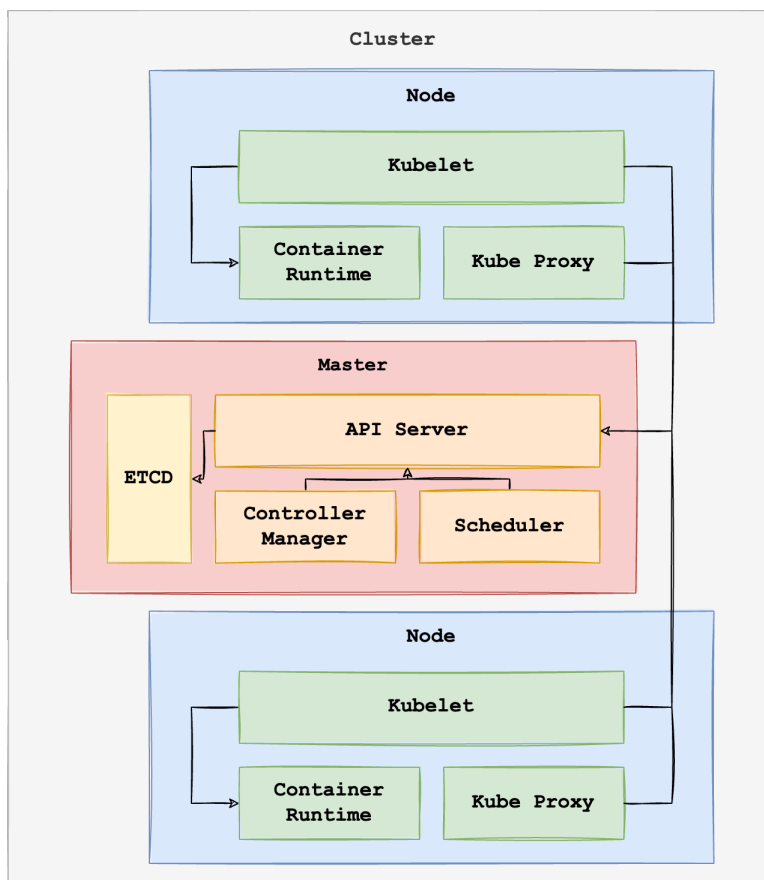 Cluster
Node
Kubelet
Container
Runtime
Kube Proxy
Master
API Server
ETCD
Controller
Manager
Scheduler
Node
Kubelet
Container
Runtime
Kube Proxy